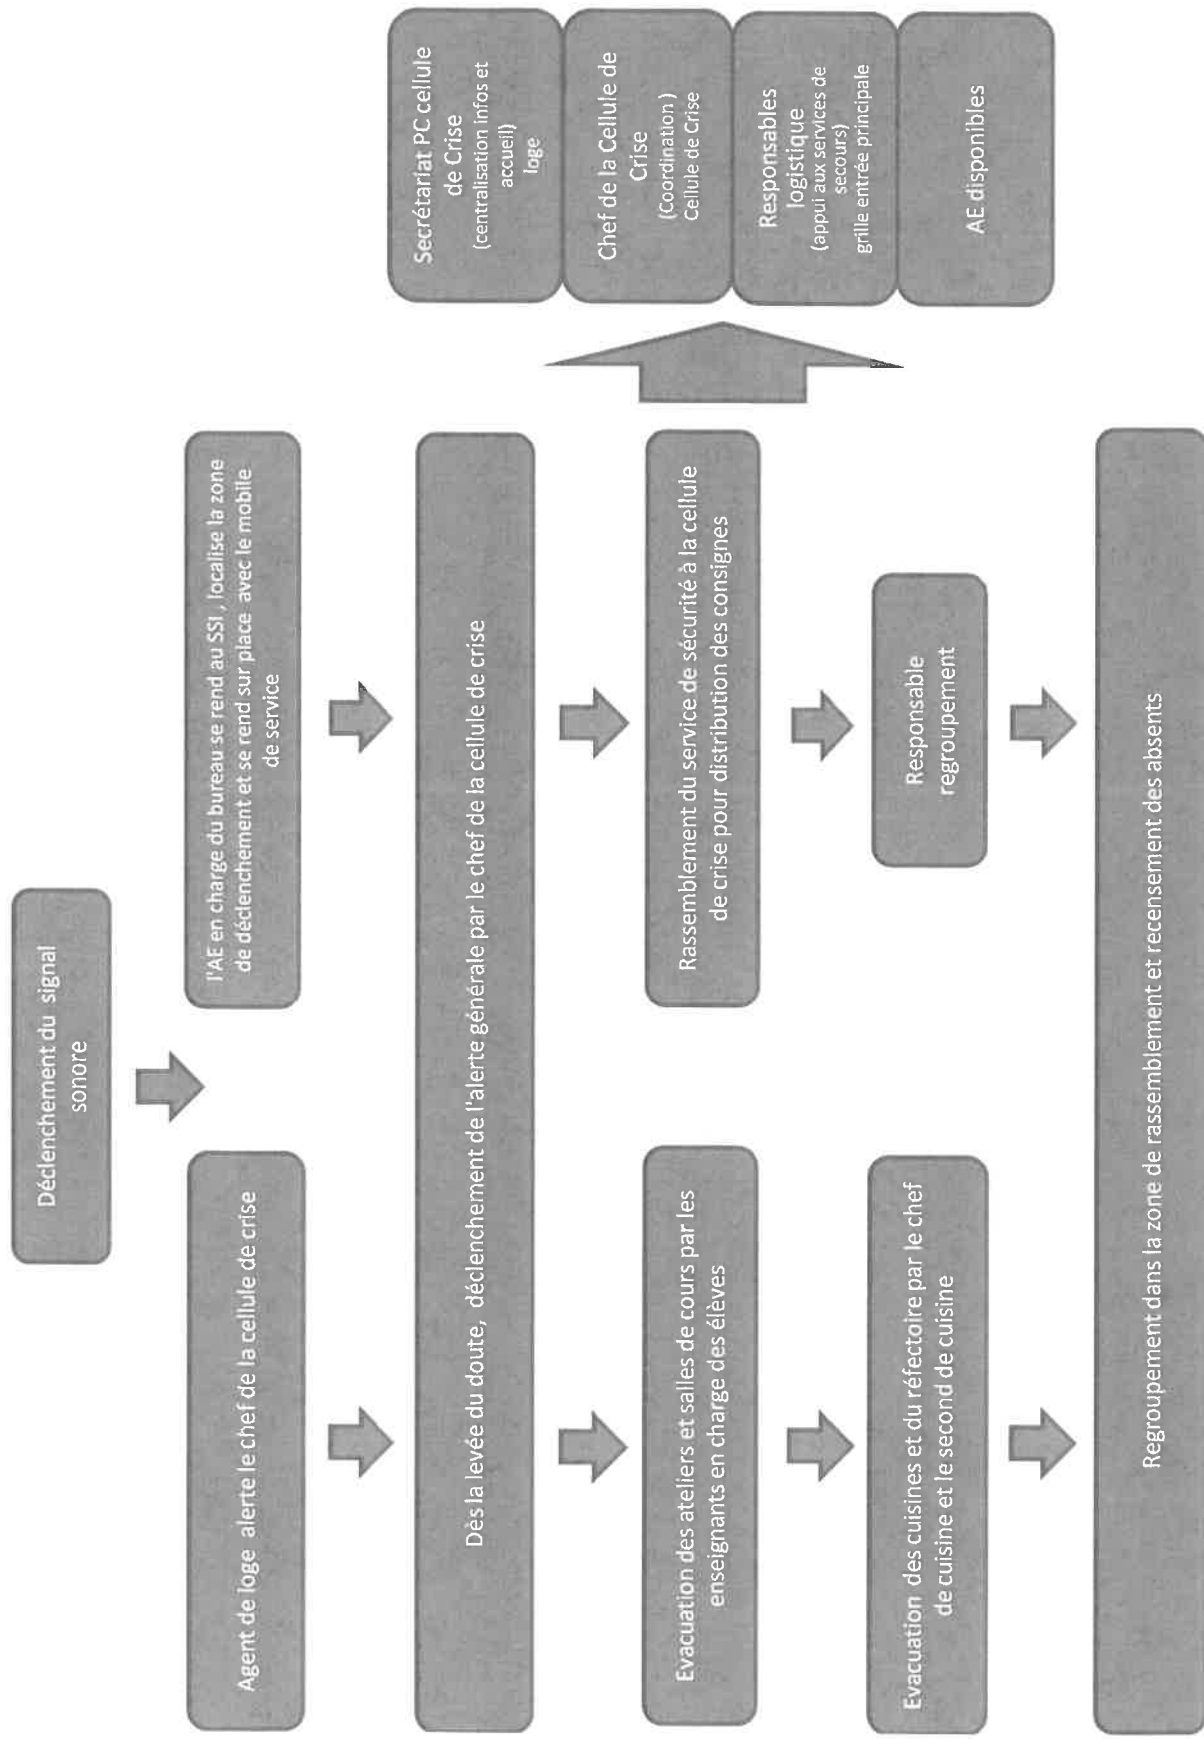 Déclenchement du signal
sonore
Agent de loge alerte le chef de la cellule de crise
l'AE en charge du bureau se rend au SSI , localise la zone
de déclenchement et se rend sur place avec le mobile
de service
Dès la levée du doute, déclenchement de l'alerte générale par le chef de la cellule de crise
Evacuation des ateliers et salles de cours par les
enseignants en charge des élèves
Rassemblement du service de sécurité à la cellule
de crise pour distribution des consignes
Secrétariat PC cellule
de Crise
(centralisation infos et
accueil)
loge
Chef de la Cellule de
Crise
(Coordination )
Cellule de Crise
Responsables
logistique
(appui aux services de
secours)
grille entrée principale
AE disponibles
Evacuation des cuisines et du réfectoire par le chef
de cuisine et le second de cuisine
Responsable
regroupement
Regroupement dans la zone de rassemblement et recensement des absents